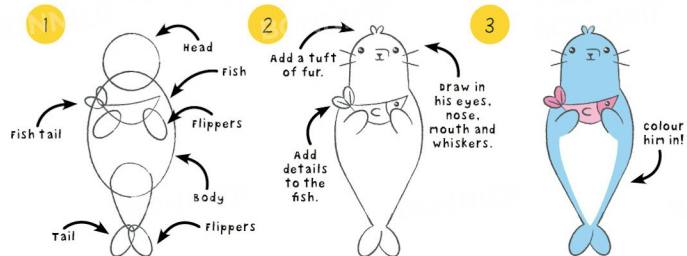 1
Head
Fish
Fish tail
Flippers
Body
Tail
Flippers
2
Add a tuft
of fur.
Draw in
his eyes,
nose,
mouth and
whiskers.
Add
details
to the
fish.
3
colour
him in!